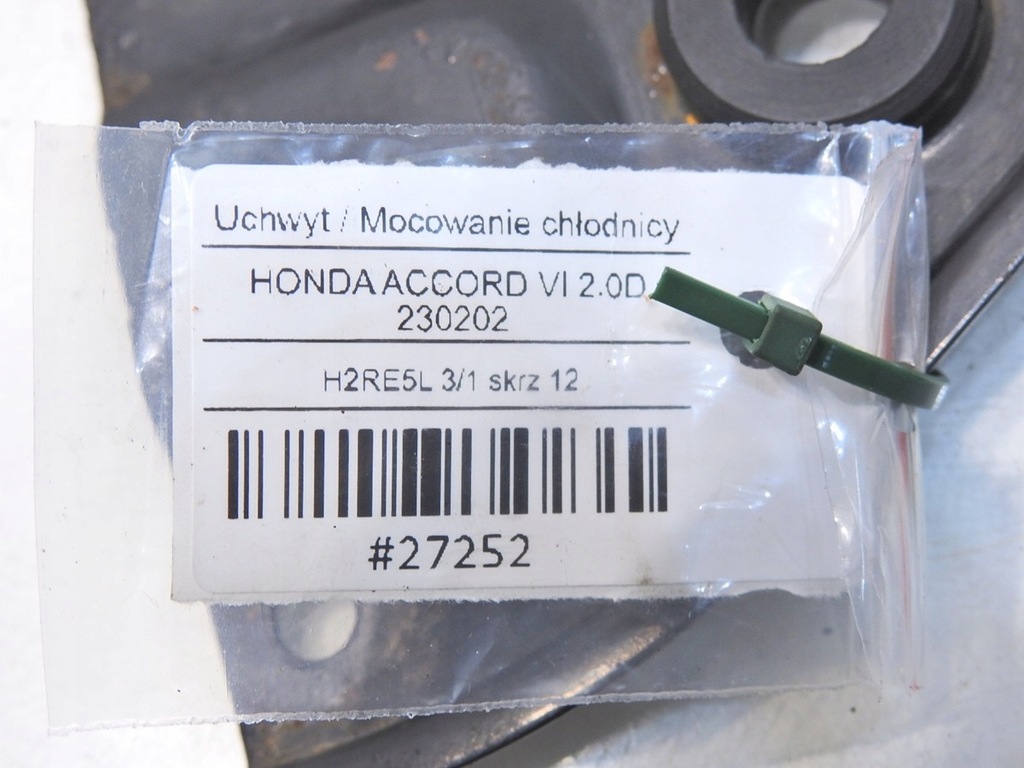 Uchwyt / Mocowanie chłodnicy
HONDA ACCORD VI 2.0D
230202
H2RE5L 3/1 skrz 12
#27252